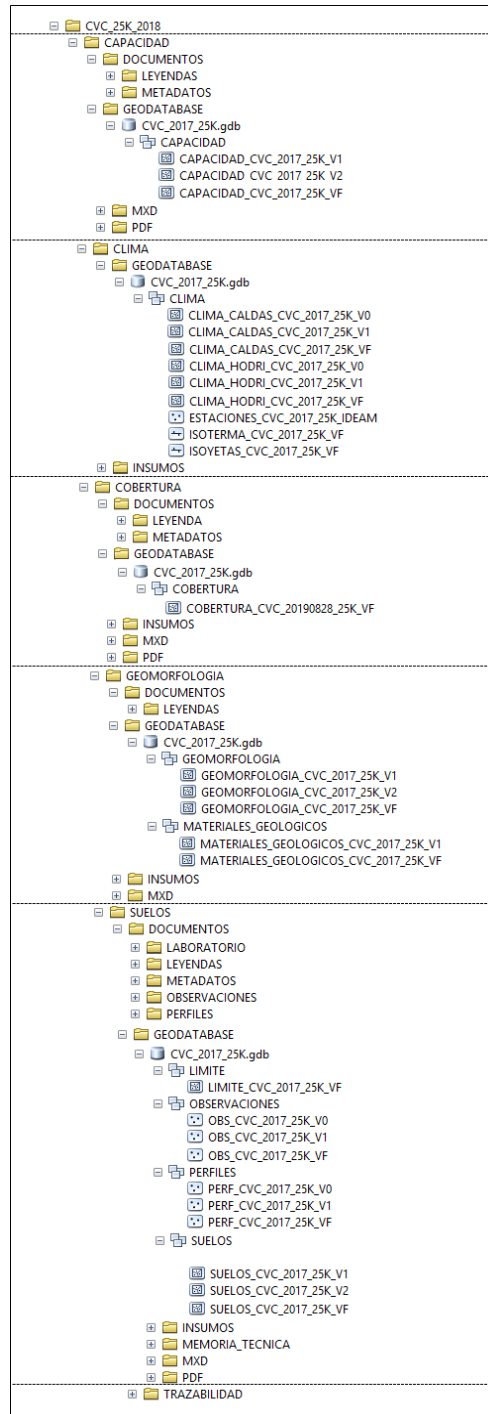 CVC_25K_2018
CAPACIDAD
DOCUMENTOS
LEYENDAS
METADATOS
GEODATABASE
CVC_2017_25K.gdb
CAPACIDAD
CAPACIDAD_CVC_2017_25K_V1
CAPACIDAD_CVC_2017_25K_V2
CAPACIDAD_CVC_2017_25K_VF
MXD
PDF
CLIMA
GEODATABASE
CVC_2017_25K.gdb
CLIMA
CLIMA_CALDAS_CVC_2017_25K_V0
CLIMA_CALDAS_CVC_2017_25K_V1
CLIMA_CALDAS_CVC_2017_25K_VF
CLIMA_HODRI_CVC_2017_25K_V0
CLIMA_HODRI_CVC_2017_25K_V1
CLIMA_HODRI_CVC_2017_25K_VF
ESTACIONES_CVC_2017_25K_IDEAM
ISOTERMA_CVC_2017_25K_VF
ISOYETAS_CVC_2017_25K_VF
INSUMOS
COBERTURA
DOCUMENTOS
LEYENDA
METADATOS
GEODATABASE
CVC_2017_25K.gdb
COBERTURA
COBERTURA_CVC_20190828_25K_VF
INSUMOS
MXD
PDF
GEOMORFOLOGIA
DOCUMENTOS
LEYENDAS
GEODATABASE
CVC_2017_25K.gdb
GEOMORFOLOGIA
GEOMORFOLOGIA_CVC_2017_25K_V1
GEOMORFOLOGIA_CVC_2017_25K_V2
GEOMORFOLOGIA_CVC_2017_25K_VF
MATERIALES_GEOLOGICOS
MATERIALES_GEOLOGICOS_CVC_2017_25K_V1
MATERIALES_GEOLOGICOS_CVC_2017_25K_VF
INSUMOS
MXD
SUELOS
DOCUMENTOS
LABORATORIO
LEYENDAS
METADATOS
OBSERVACIONES
PERFILES
GEODATABASE
CVC_2017_25K.gdb
LIMITE
LIMITE_CVC_2017_25K_VF
OBSERVACIONES
OBS_CVC_2017_25K_V0
OBS_CVC_2017_25K_V1
OBS_CVC_2017_25K_VF
PERFILES
PERF_CVC_2017_25K_V0
PERF_CVC_2017_25K_V1
PERF_CVC_2017_25K_VF
SUELOS
SUELOS_CVC_2017_25K_V1
SUELOS_CVC_2017_25K_V2
SUELOS_CVC_2017_25K_VF
INSUMOS
MEMORIA_TECNICA
MXD
PDF
TRAZABILIDAD